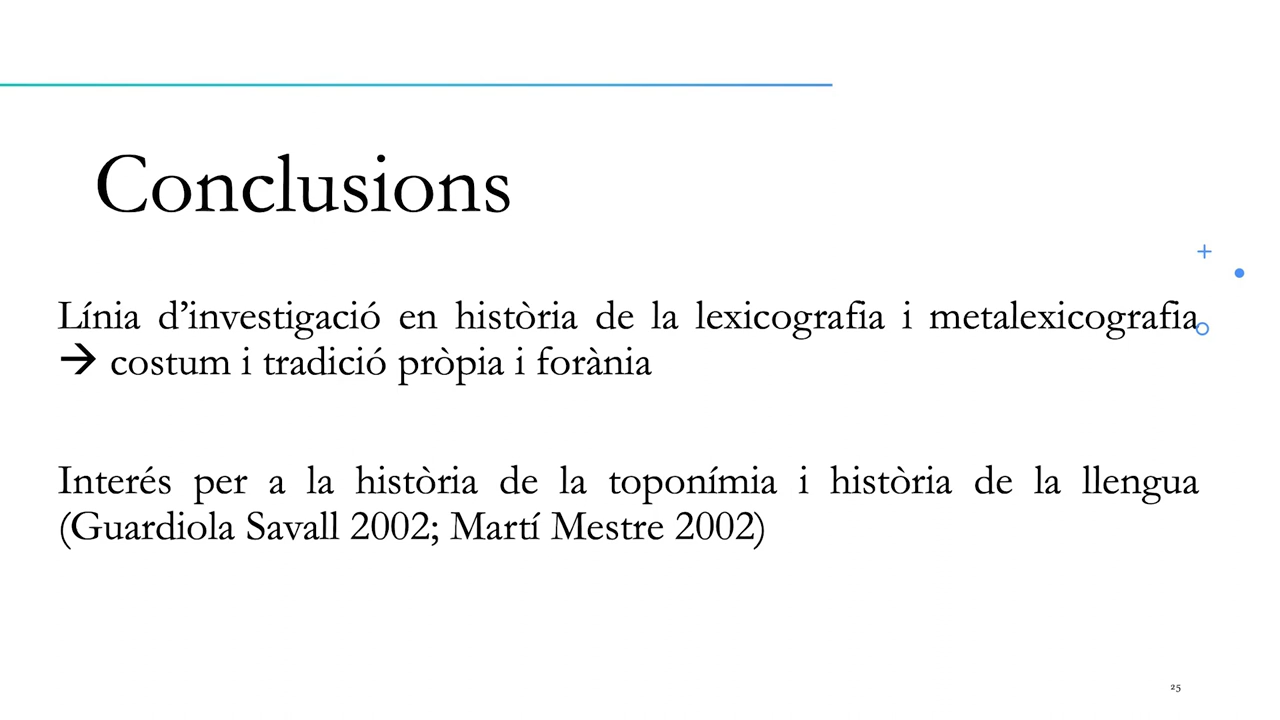 Conclusions
Línia d’investigació en història de la lexicografia i metalexicografia
→ costum i tradició pròpia i forània
Interés per a la història de la toponímia i història de la llengua
(Guardiola Savall 2002; Martí Mestre 2002)
25